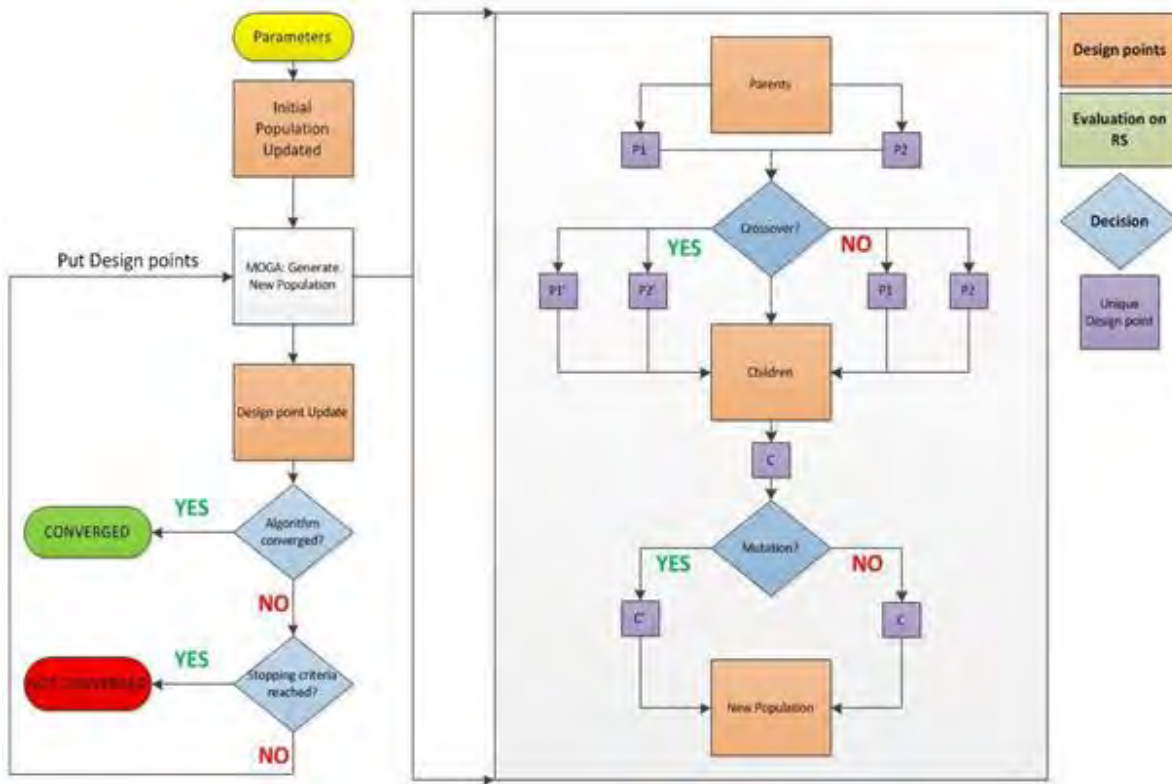 Parameters
Initial
Population
Updated
Put Design points
MOGA: Generate
New Population
Design point Update
Algorithm
converged?
YES
CONVERGED
NO
Stopping criteria
reached?
YES
NOT CONVERGED
NO
Parents
P1
P2
Crossover?
YES
NO
P1'
P2'
P1
P2
Children
C
Mutation?
YES
NO
C'
C
New Population
Design points
Evaluation on
RS
Decision
Unique
Design point